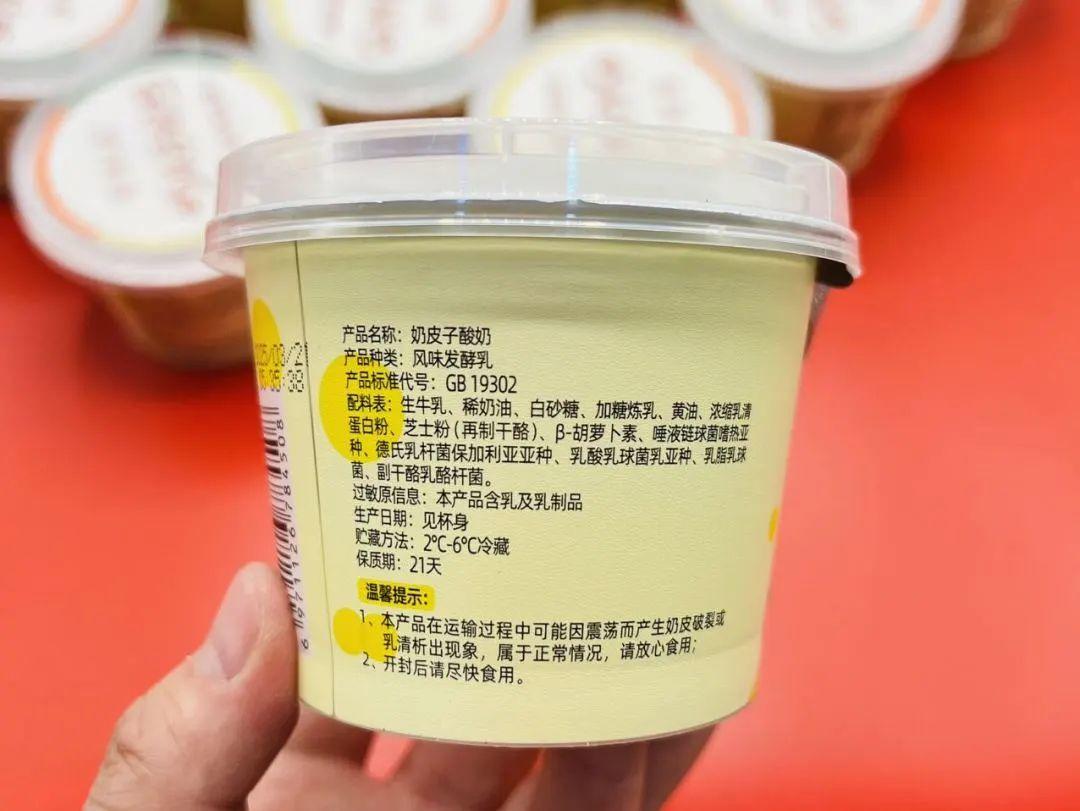 产品名称：奶皮子酸奶
产品种类：风味发酵乳
产品标准代号：GB 19302
配料表：生牛乳、稀奶油、白砂糖、加糖炼乳、黄油、浓缩乳清
蛋白粉、芝士粉（再制干酪）、β-胡萝卜素、唾液链球菌嗜热亚
种、德氏乳杆菌保加利亚亚种、乳酸乳球菌乳亚种、乳脂乳球
菌、副干酪乳酪杆菌。
过敏原信息：本产品含乳及乳制品
生产日期：见杯身
贮藏方法：2℃-6℃冷藏
保质期：21天
温馨提示：
1、本产品在运输过程中可能因震荡而产生奶皮破裂或
乳清析出现象，属于正常情况，请放心食用；
2、开封后请尽快食用。
6 971126 784508